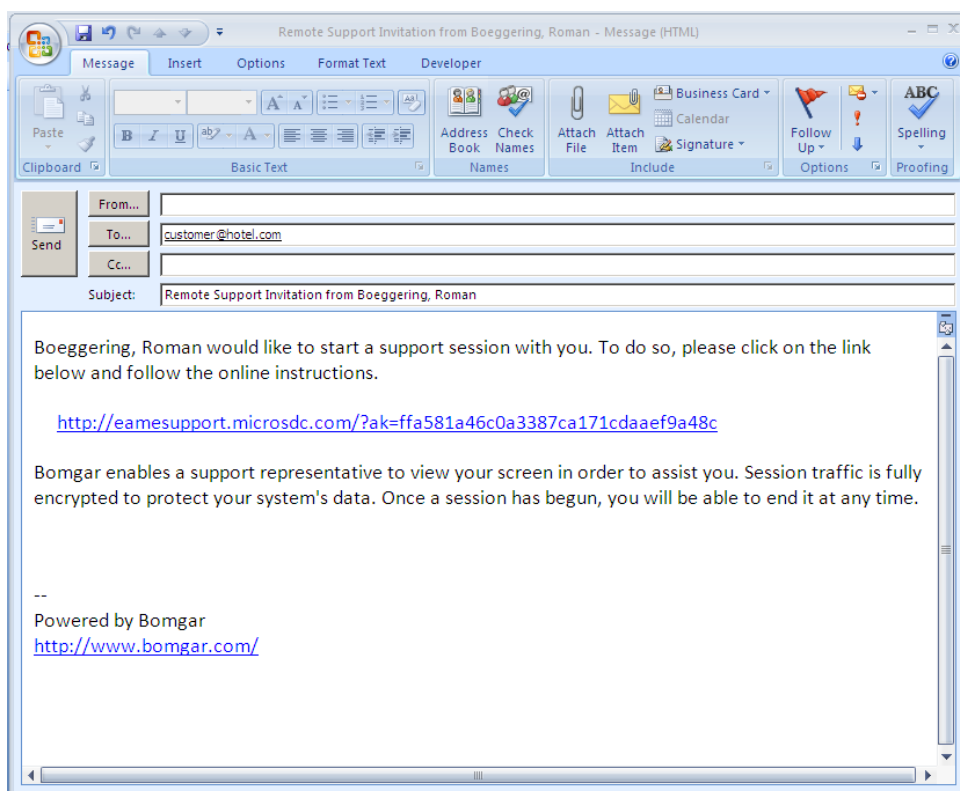 Remote Support Invitation from Boeggering, Roman - Message (HTML)
Message Insert Options Format Text Developer
Paste
Clipboard
B I U ab A
Basic Text
Address Book
Check Names
Names
Attach File
Attach Item
Business Card
Calendar
Signature
Include
Follow Up
Options
ABC
Spelling
Proofing
Send
From...
To... customer@hotel.com
Cc...
Subject: Remote Support Invitation from Boeggering, Roman
Boeggering, Roman would like to start a support session with you. To do so, please click on the link
below and follow the online instructions.
http://eamesupport.microsdc.com/?ak=ffa581a46c0a3387ca171cdaaef9a48c
Bomgar enables a support representative to view your screen in order to assist you. Session traffic is fully
encrypted to protect your system's data. Once a session has begun, you will be able to end it at any time.
--
Powered by Bomgar
http://www.bomgar.com/